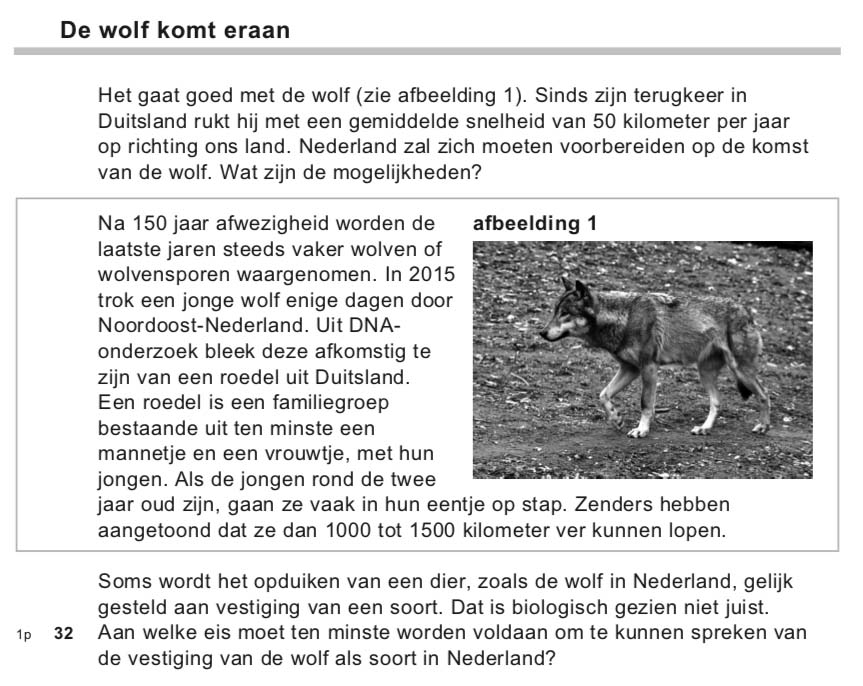 De wolf komt eraan
Het gaat goed met de wolf (zie afbeelding 1). Sinds zijn terugkeer in
Duitsland rukt hij met een gemiddelde snelheid van 50 kilometer per jaar
op richting ons land. Nederland zal zich moeten voorbereiden op de komst
van de wolf. Wat zijn de mogelijkheden?
Na 150 jaar afwezigheid worden de
laatste jaren steeds vaker wolven of
wolvensporen waargenomen. In 2015
trok een jonge wolf enige dagen door
Noordoost-Nederland. Uit DNA-
onderzoek bleek deze afkomstig te
zijn van een roedel uit Duitsland.
Een roedel is een familiegroep
bestaande uit ten minste een
mannetje en een vrouwtje, met hun
jongen. Als de jongen rond de twee
jaar oud zijn, gaan ze vaak in hun eentje op stap. Zenders hebben
aangetoond dat ze dan 1000 tot 1500 kilometer ver kunnen lopen.
afbeelding 1
Soms wordt het opduiken van een dier, zoals de wolf in Nederland, gelijk
gesteld aan vestiging van een soort. Dat is biologisch gezien niet juist.
1p 32 Aan welke eis moet ten minste worden voldaan om te kunnen spreken van
de vestiging van de wolf als soort in Nederland?